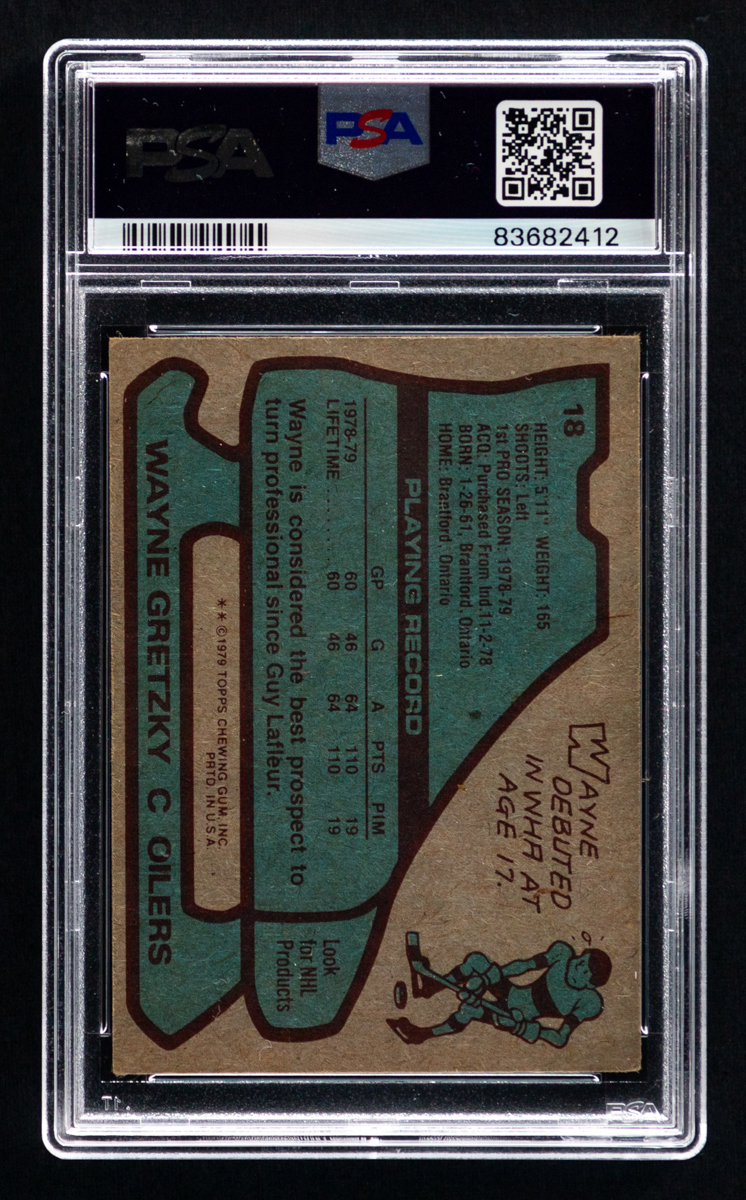 PSA
PSA
83682412
18
HEIGHT: 5'11" WEIGHT: 165
SHOOTS: Left
1st PRO SEASON: 1978-79
ACQ: Purchased From Ind.11-2-78
BORN: 1-26-61, Brantford, Ontario
HOME: Brantford, Ontario
WAYNE
DEBUTED
IN WHA AT
AGE 17.
PLAYING RECORD
GP G A PTS PIM
1978-79 60 46 64 110 19
LIFETIME .......... 60 46 64 110 19
Wayne is considered the best prospect to
turn professional since Guy Lafleur.
Look
for NHL
Products
** ©1979 TOPPS CHEWING GUM, INC.
PRTD. IN U.S.A.
WAYNE GRETZKY C OILERS
PSA